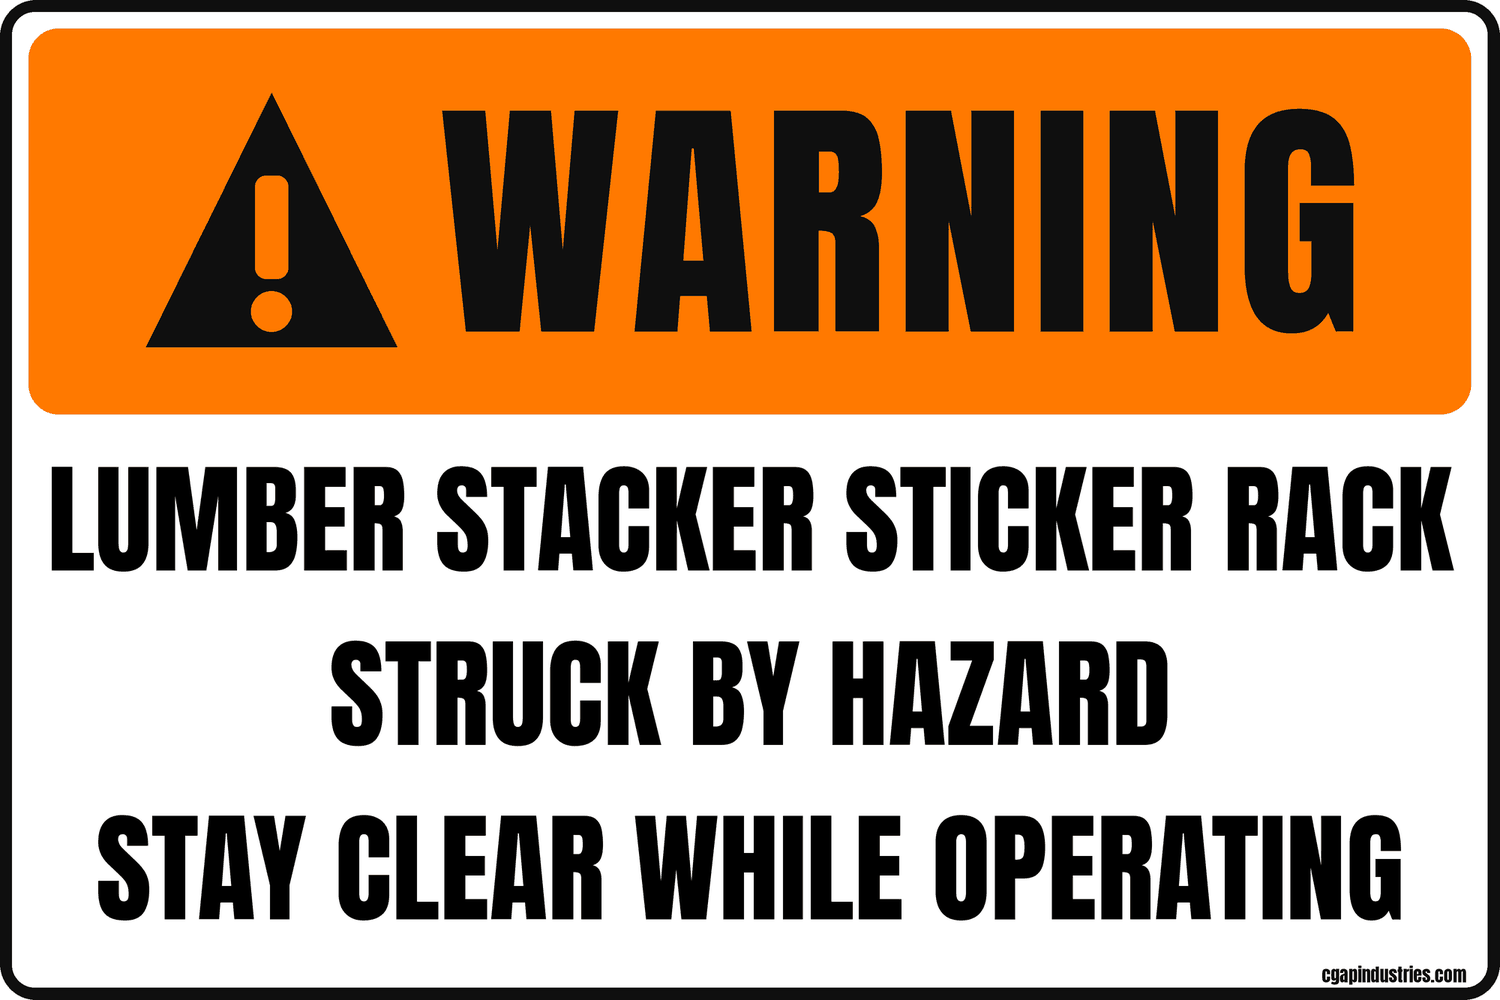 WARNING
LUMBER STACKER STICKER RACK
STRUCK BY HAZARD
STAY CLEAR WHILE OPERATING
cgapindustries.com